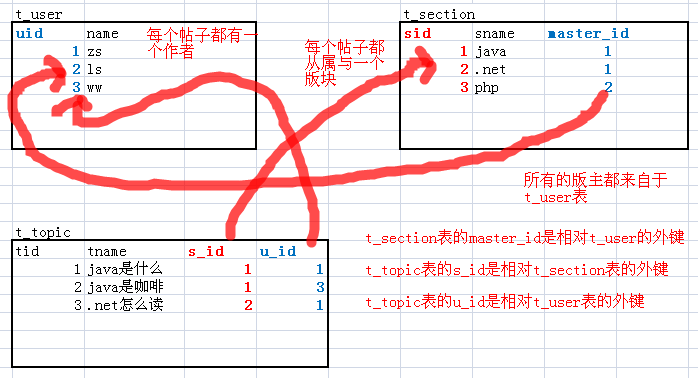 t_user
uid name
1 zs
2 ls
3 ww
每个帖子都有一
个作者
每个帖子都
从属与一个
版块
t_section
sid sname master_id
1 java 1
2 .net 1
3 php 2
所有的版主都来自于
t_user表
t_topic
tid tname s_id u_id
1 java是什么 1 1
2 java是咖啡 1 3
3 .net怎么读 2 1
t_section表的master_id是相对t_user的外键
t_topic表的s_id是相对t_section表的外键
t_topic表的u_id是相对t_user表的外键